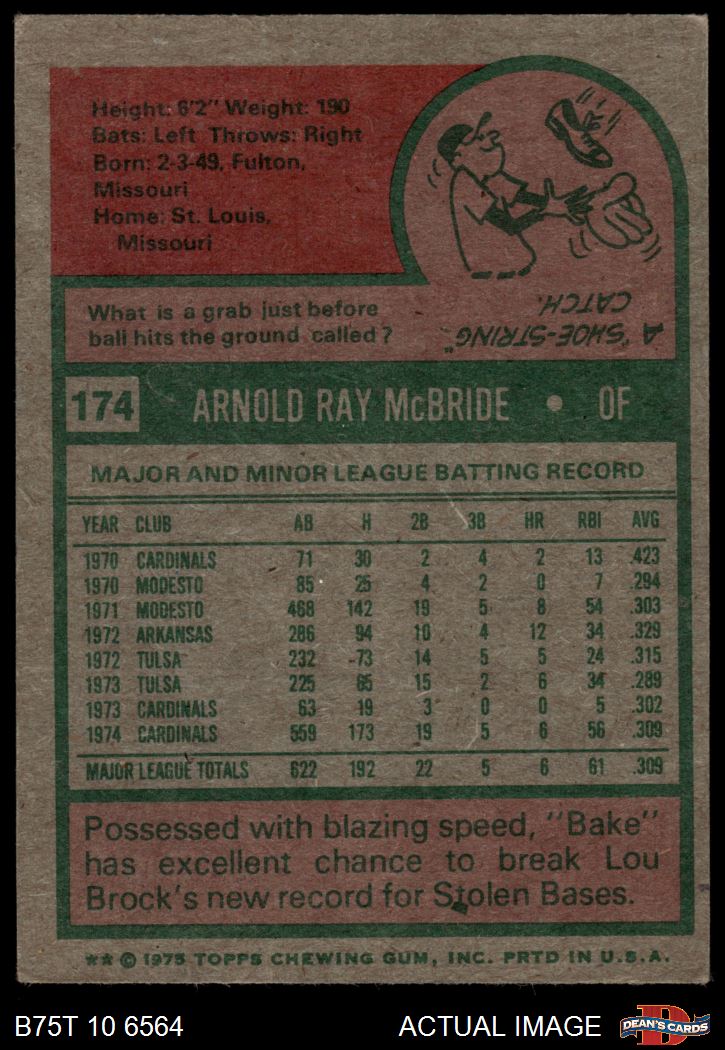 Height: 6'2" Weight: 190
Bats: Left Throws: Right
Born: 2-3-49, Fulton,
Missouri
Home: St. Louis,
Missouri
What is a grab just before
ball hits the ground called?
A "SHOE-STRING"
CATCH.
174 ARNOLD RAY McBRIDE • OF
MAJOR AND MINOR LEAGUE BATTING RECORD
YEAR CLUB AB H 2B 3B HR RBI AVG
1970 CARDINALS 71 30 2 4 2 13 .423
1970 MODESTO 85 25 4 2 0 7 .294
1971 MODESTO 468 142 19 5 8 54 .303
1972 ARKANSAS 286 94 10 4 12 34 .329
1972 TULSA 232 73 14 5 5 24 .315
1973 TULSA 225 65 15 2 6 34 .289
1973 CARDINALS 63 19 3 0 0 5 .302
1974 CARDINALS 559 173 19 5 6 56 .309
MAJOR LEAGUE TOTALS 622 192 22 5 6 61 .309
Possessed with blazing speed, "Bake"
has excellent chance to break Lou
Brock's new record for Stolen Bases.
** © 1975 TOPPS CHEWING GUM, INC. PRTD IN U.S.A.
B75T 10 6564 ACTUAL IMAGE D DEAN'S CARDS